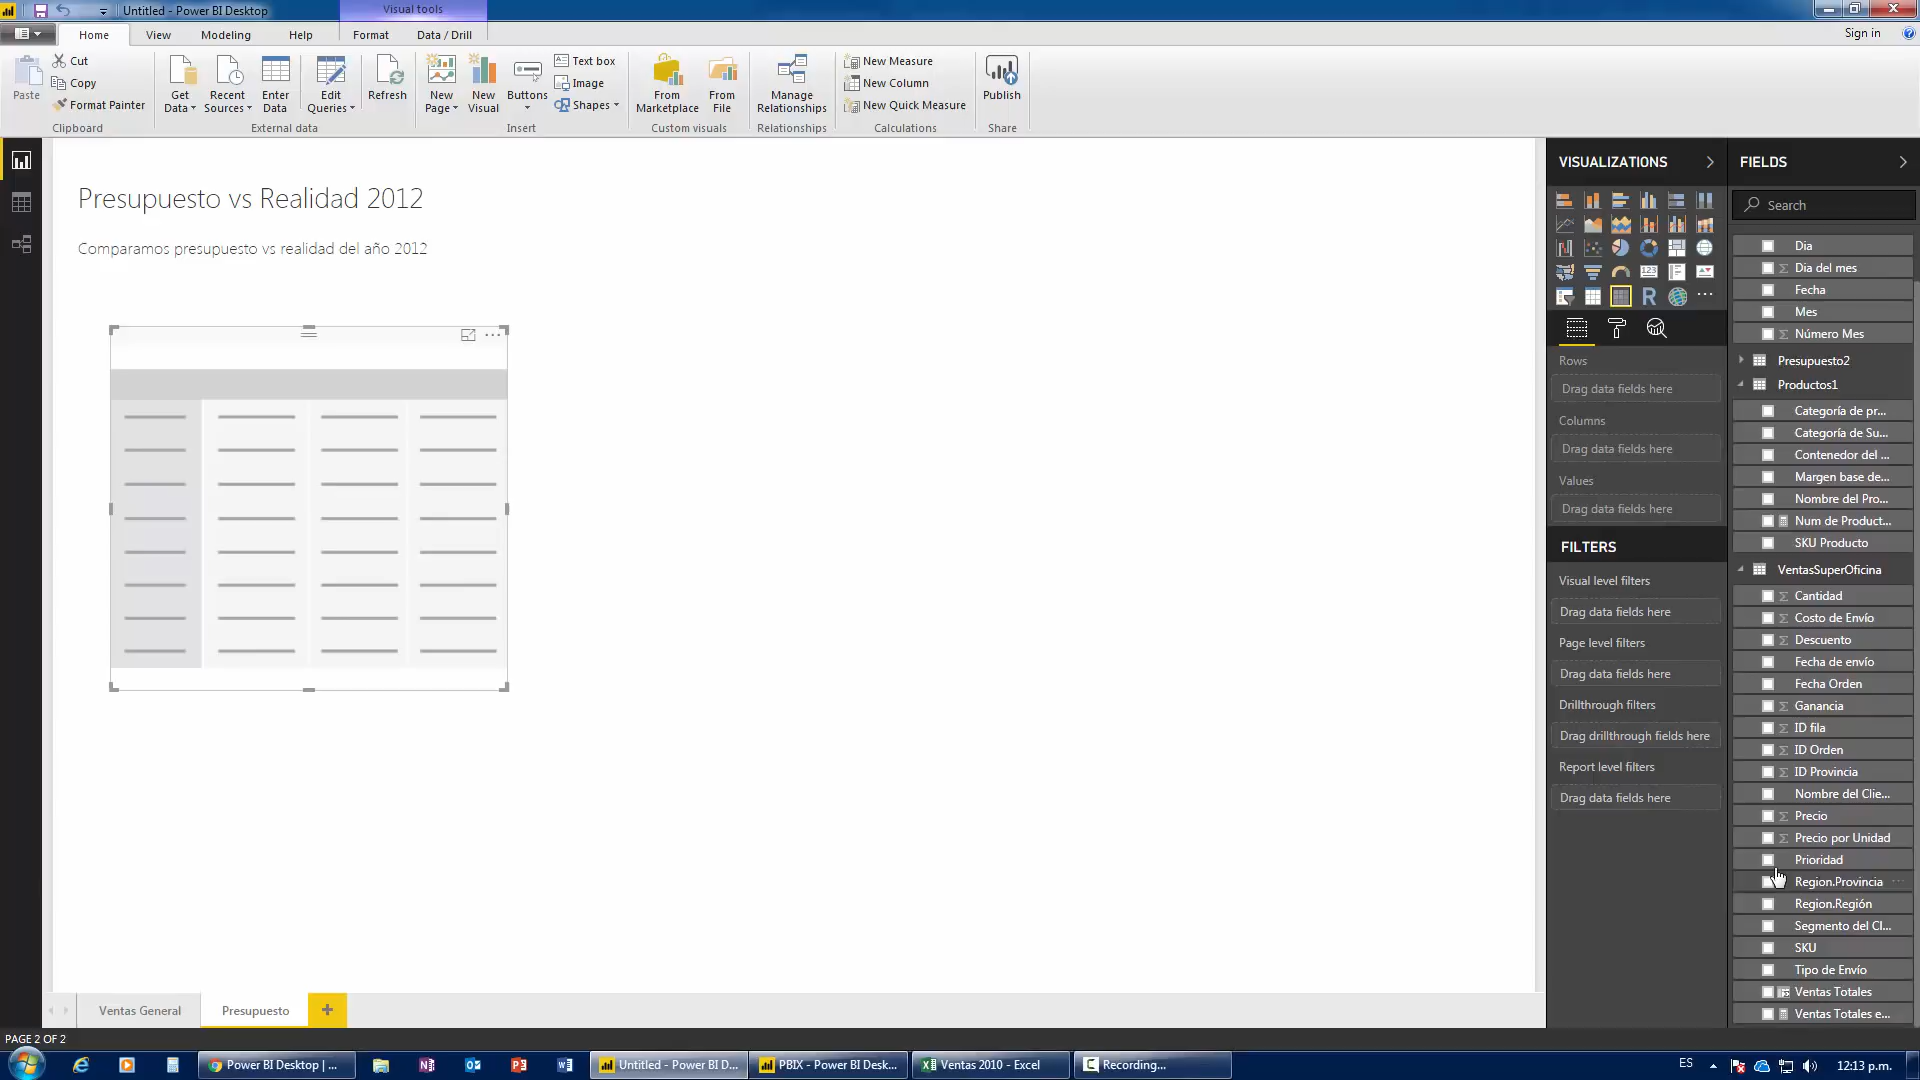 Untitled - Power BI Desktop
Visual tools
Home
View
Modeling
Help
Format
Data / Drill
Sign in
Paste
Cut
Copy
Format Painter
Clipboard
Get Data
Recent Sources
Enter Data
Edit Queries
Refresh
External data
New Page
New Visual
Buttons
Text box
Image
Shapes
Insert
From Marketplace
From File
Custom visuals
Manage Relationships
Relationships
New Measure
New Column
New Quick Measure
Calculations
Publish
Share
Presupuesto vs Realidad 2012
Comparamos presupuesto vs realidad del año 2012
VISUALIZATIONS
Rows
Drag data fields here
Columns
Drag data fields here
Values
Drag data fields here
FILTERS
Visual level filters
Drag data fields here
Page level filters
Drag data fields here
Drillthrough filters
Drag drillthrough fields here
Report level filters
Drag data fields here
FIELDS
Search
Dia
Dia del mes
Fecha
Mes
Número Mes
Presupuesto2
Productos1
Categoría de pr...
Categoría de Su...
Contenedor del ...
Margen base de...
Nombre del Pro...
Num de Product...
SKU Producto
VentasSuperOficina
Cantidad
Costo de Envío
Descuento
Fecha de envío
Fecha Orden
Ganancia
ID fila
ID Orden
ID Provincia
Nombre del Clie...
Precio
Precio por Unidad
Prioridad
Region.Provincia
Region.Región
Segmento del Cl...
SKU
Tipo de Envío
Ventas Totales
Ventas Totales e...
Ventas General
Presupuesto
PAGE 2 OF 2
Power BI Desktop | ...
Untitled - Power BI D...
PBIX - Power BI Desk...
Ventas 2010 - Excel
Recording...
ES
12:13 p.m.